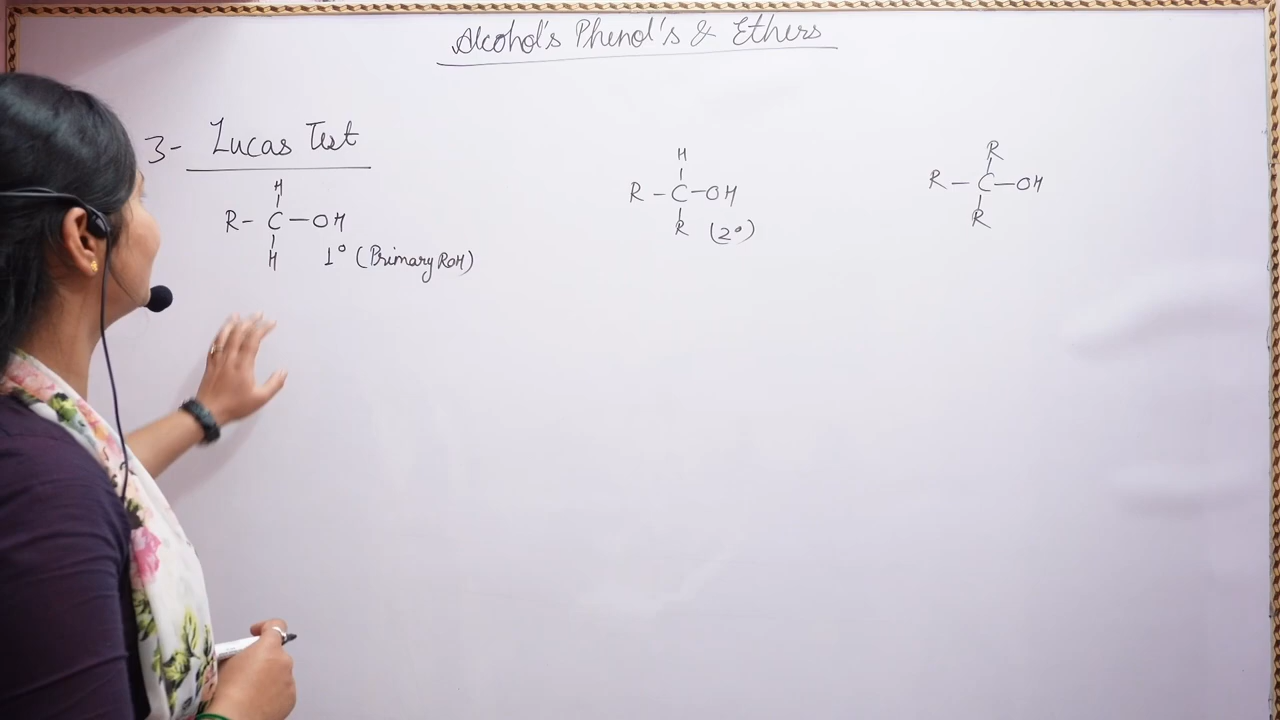 Alcohol's Phenol's & Ethers
3- Lucas Test
H
R - C - OH
H
1° (Primary ROH)
H
R - C - OH
R (2°)
R
R - C - OH
R